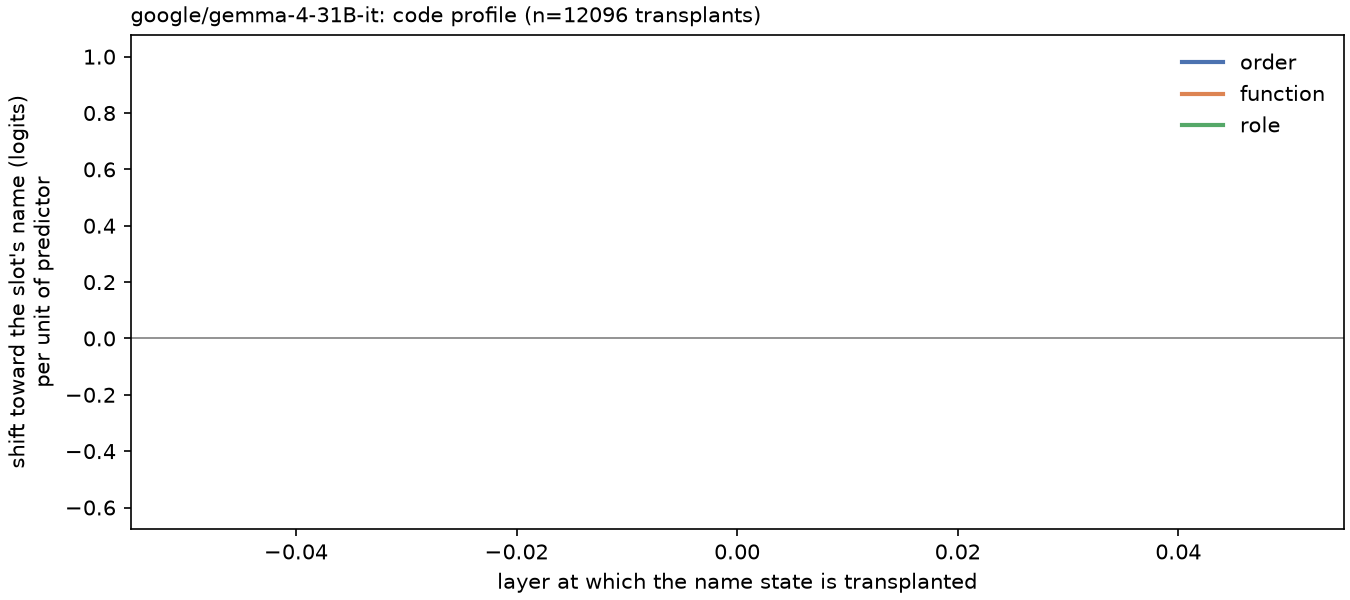 google/gemma-4-31B-it: code profile (n=12096 transplants)
order
function
role
shift toward the slot's name (logits)
per unit of predictor
1.0
0.8
0.6
0.4
0.2
0.0
−0.2
−0.4
−0.6
−0.04
−0.02
0.00
0.02
0.04
layer at which the name state is transplanted